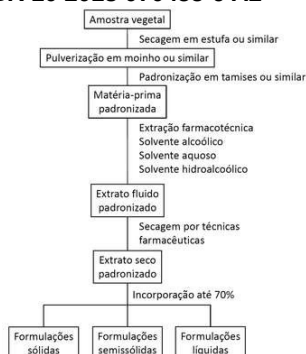 Amostra vegetal
Secagem em estufa ou similar
Pulverização em moinho ou similar
Padronização em tamises ou similar
Matéria-prima
padronizada
Extração farmacotécnica
Solvente alcoólico
Solvente aquoso
Solvente hidroalcoólico
Extrato fluido
padronizado
Secagem por técnicas
farmacêuticas
Extrato seco
padronizado
Incorporação até 70%
Formulações
sólidas
Formulações
semissólidas
Formulações
líquidas